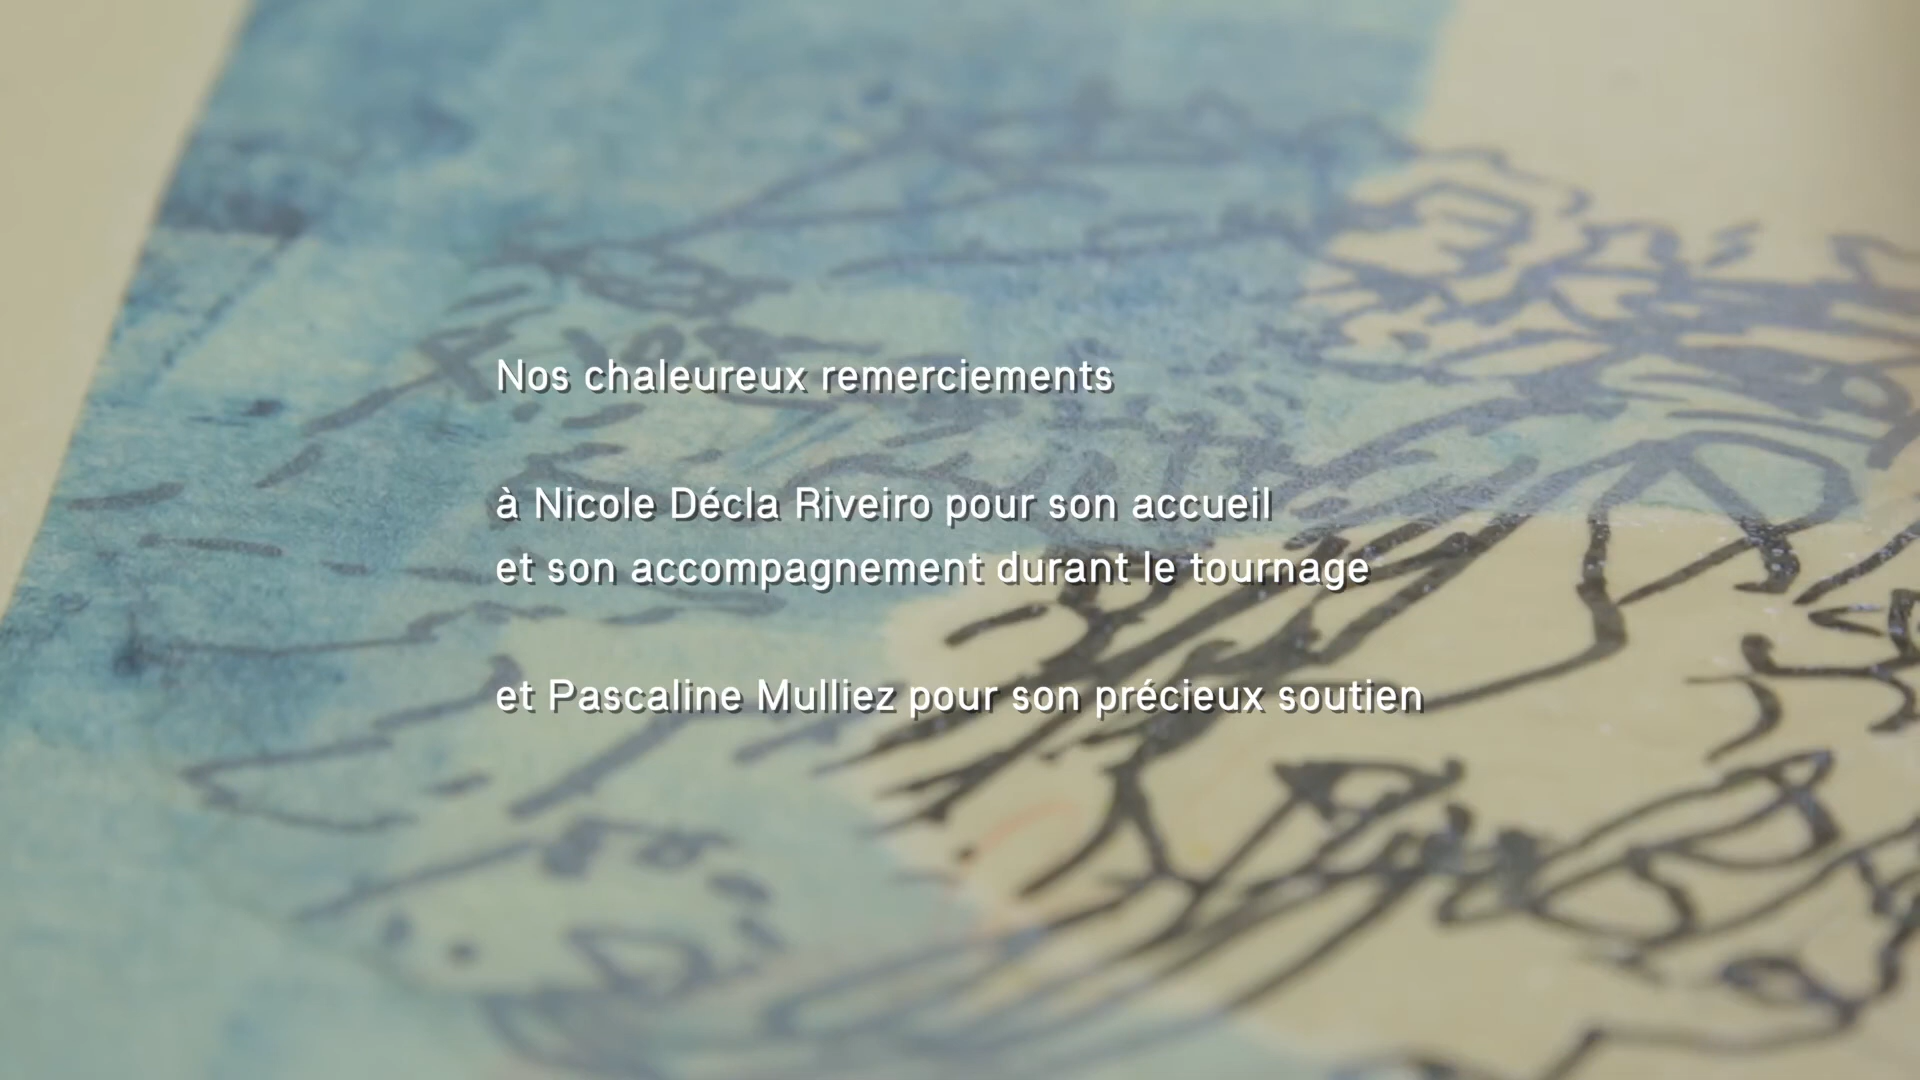 Nos chaleureux remerciements
à Nicole Décla Riveiro pour son accueil
et son accompagnement durant le tournage
et Pascaline Mulliez pour son précieux soutien